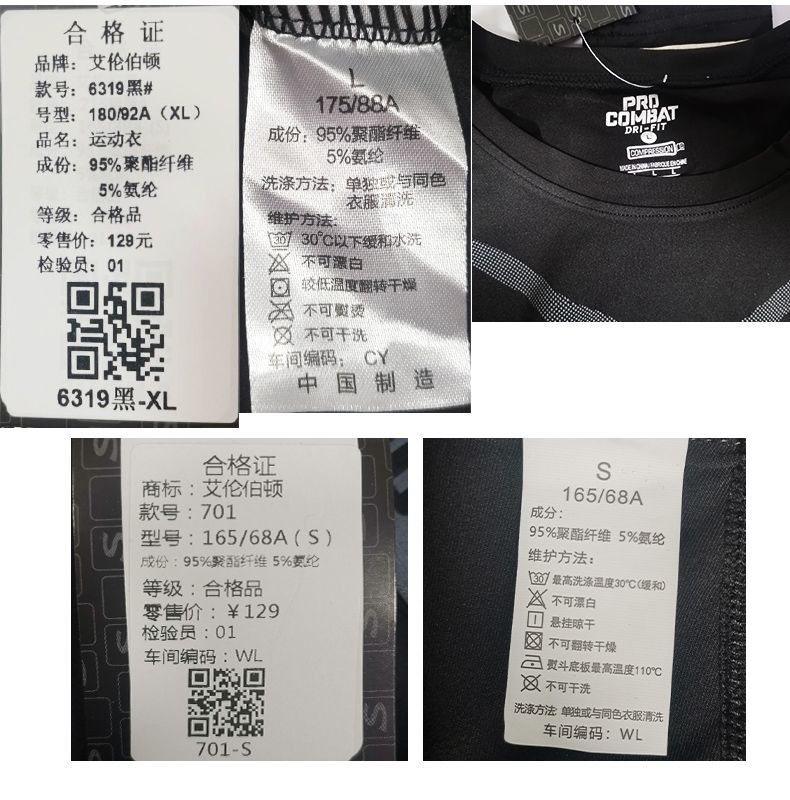 合格证
品牌：艾伦伯顿
款号：6319黑#
号型：180/92A（XL）
品名：运动衣
成份：95%聚酯纤维
5%氨纶
等级：合格品
零售价：129元
检验员：01
6319黑-XL
L
175/88A
成份：95%聚酯纤维
5%氨纶
洗涤方法：单独或与同色
衣服清洗
维护方法：
30 30℃以下缓和水洗
不可漂白
较低温度翻转干燥
不可熨烫
不可干洗
车间编码：CY
中国制造
PRO
COMBAT
DRI-FIT
L
COMPRESSION
MADE IN CHINA/FABRIQUE EN CHINE
L L L
合格证
商标：艾伦伯顿
款号：701
型号：165/68A（S）
成份：95%聚酯纤维 5%氨纶
等级：合格品
零售价：￥129
检验员：01
车间编码：WL
701-S
S
165/68A
成分：
95%聚酯纤维 5%氨纶
维护方法：
30 最高洗涤温度30℃(缓和)
不可漂白
悬挂晾干
不可翻转干燥
熨斗底板最高温度110℃
不可干洗
洗涤方法：单独或与同色衣服清洗
车间编码：WL